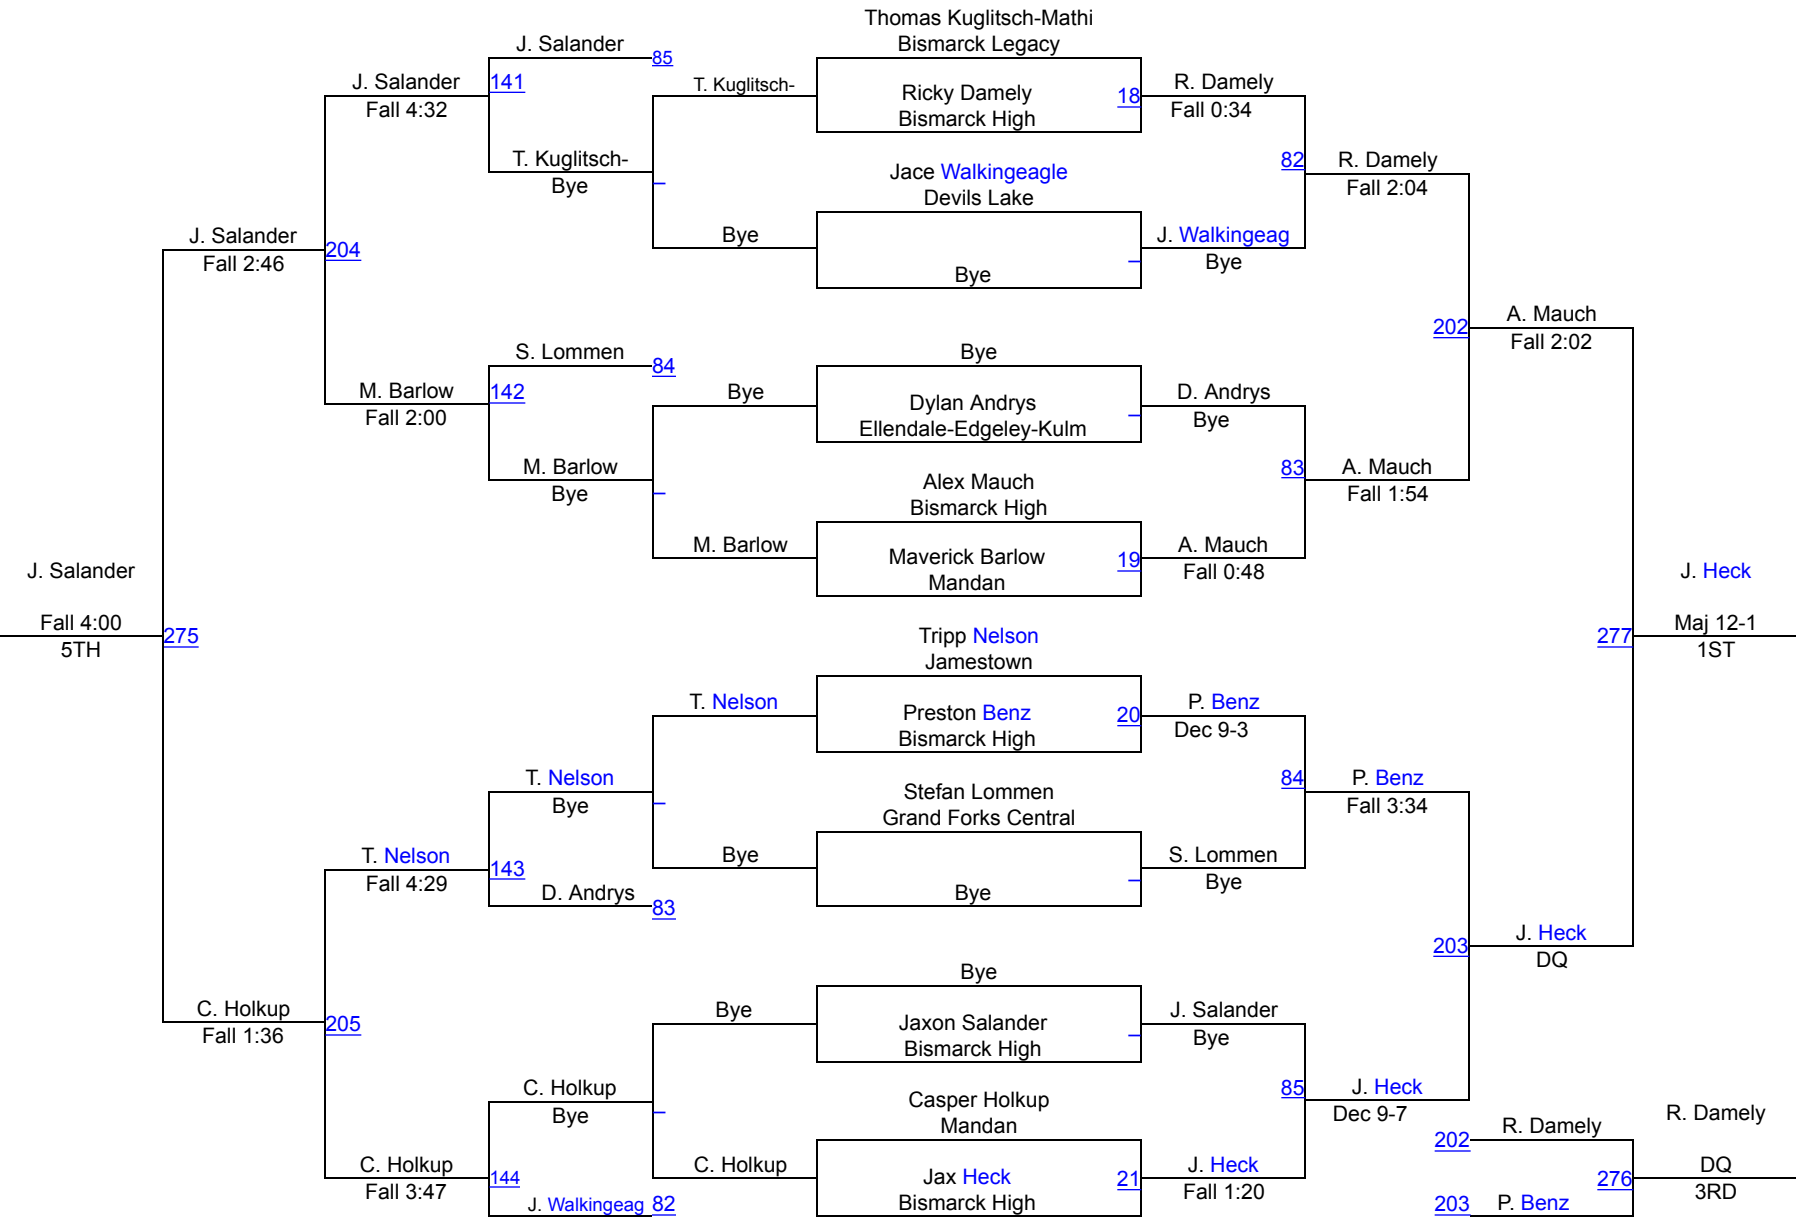 Thomas Kuglitsch-Mathi
Bismarck Legacy
J. Salander
85
J. Salander
141
Fall 4:32
T. Kuglitsch-
Ricky Damely
Bismarck High
18
R. Damely
Fall 0:34
T. Kuglitsch-
Bye
Jace Walkingeagle
Devils Lake
82
R. Damely
Fall 2:04
J. Salander
204
Fall 2:46
Bye
Bye
J. Walkingeag
Bye
S. Lommen
84
Bye
202
A. Mauch
Fall 2:02
M. Barlow
142
Fall 2:00
Bye
Dylan Andrys
Ellendale-Edgeley-Kulm
D. Andrys
Bye
M. Barlow
Bye
Alex Mauch
Bismarck High
83
A. Mauch
Fall 1:54
M. Barlow
Maverick Barlow
Mandan
19
A. Mauch
Fall 0:48
J. Salander
Fall 4:00
5TH
275
J. Heck
277
Maj 12-1
1ST
Tripp Nelson
Jamestown
T. Nelson
Preston Benz
Bismarck High
20
P. Benz
Dec 9-3
T. Nelson
Bye
Stefan Lommen
Grand Forks Central
84
P. Benz
Fall 3:34
T. Nelson
143
Fall 4:29
Bye
Bye
S. Lommen
Bye
D. Andrys
83
203
J. Heck
DQ
Bye
C. Holkup
205
Fall 1:36
Bye
Jaxon Salander
Bismarck High
J. Salander
Bye
C. Holkup
Bye
Casper Holkup
Mandan
85
J. Heck
Dec 9-7
202
R. Damely
R. Damely
C. Holkup
144
Fall 3:47
C. Holkup
Jax Heck
Bismarck High
21
J. Heck
Fall 1:20
276
DQ
3RD
J. Walkingeag
82
203
P. Benz